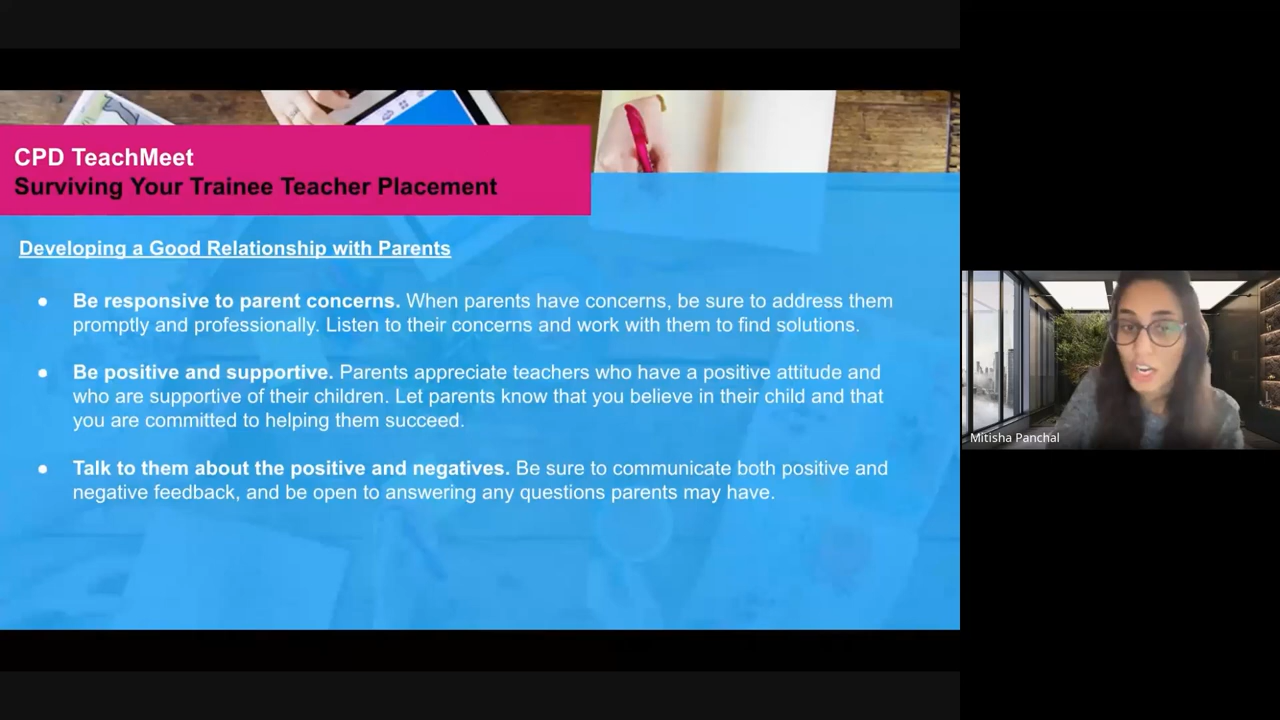 CPD TeachMeet
Surviving Your Trainee Teacher Placement
Developing a Good Relationship with Parents
● Be responsive to parent concerns. When parents have concerns, be sure to address them
promptly and professionally. Listen to their concerns and work with them to find solutions.
● Be positive and supportive. Parents appreciate teachers who have a positive attitude and
who are supportive of their children. Let parents know that you believe in their child and that
you are committed to helping them succeed.
● Talk to them about the positive and negatives. Be sure to communicate both positive and
negative feedback, and be open to answering any questions parents may have.
Mitisha Panchal